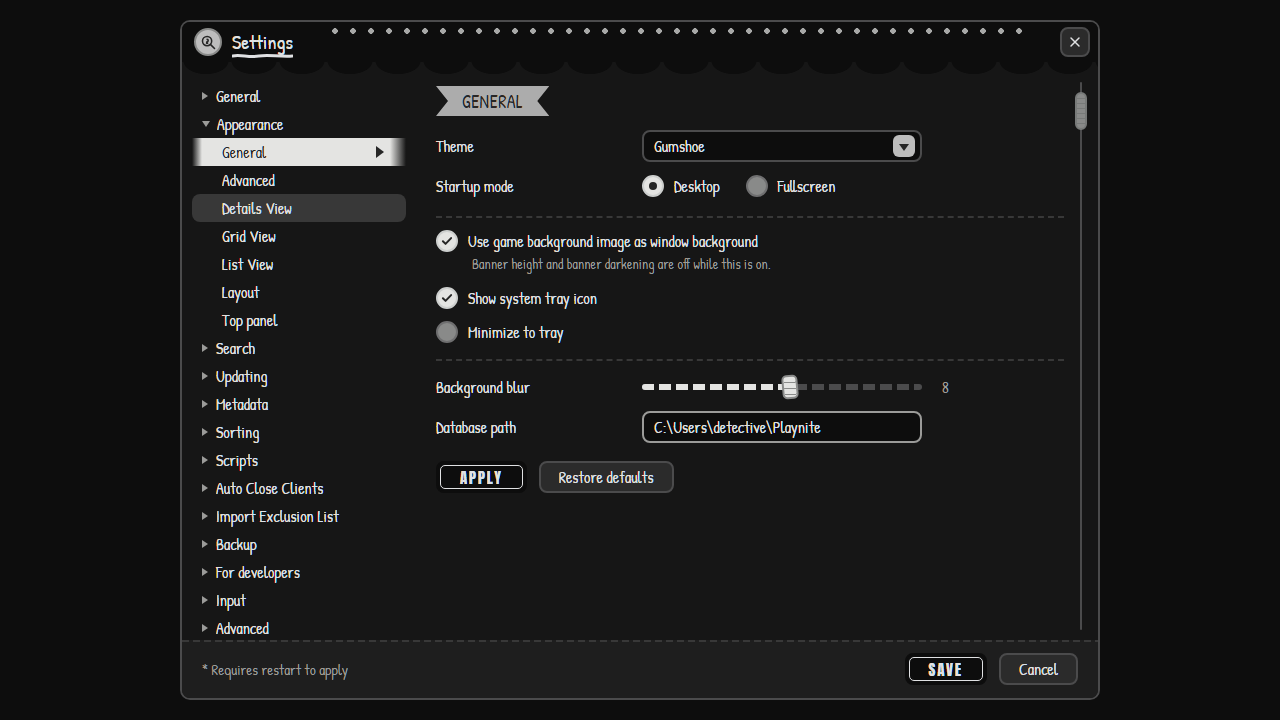 Settings
General
Appearance
General
Advanced
Details View
Grid View
List View
Layout
Top panel
Search
Updating
Metadata
Sorting
Scripts
Auto Close Clients
Import Exclusion List
Backup
For developers
Input
Advanced
GENERAL
Theme
Gumshoe
Startup mode
Desktop
Fullscreen
Use game background image as window background
Banner height and banner darkening are off while this is on.
Show system tray icon
Minimize to tray
Background blur
8
Database path
C:\Users\detective\Playnite
APPLY
Restore defaults
* Requires restart to apply
SAVE
Cancel